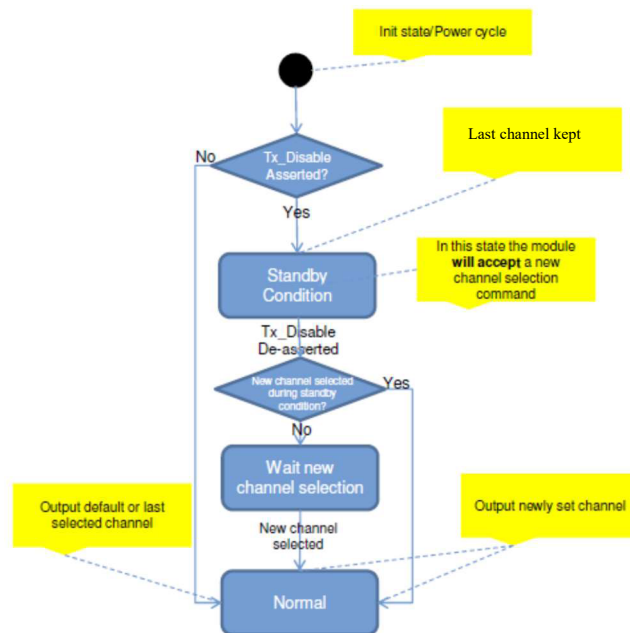 Init state/Power cycle
Last channel kept
No
Tx_Disable
Asserted?
Yes
In this state the module
will accept a new
channel selection
command
Standby
Condition
Tx_Disable
De-asserted
New channel selected
during standby
condition?
Yes
No
Wait new
channel selection
Output default or last
selected channel
Output newly set channel
New channel
selected
Normal